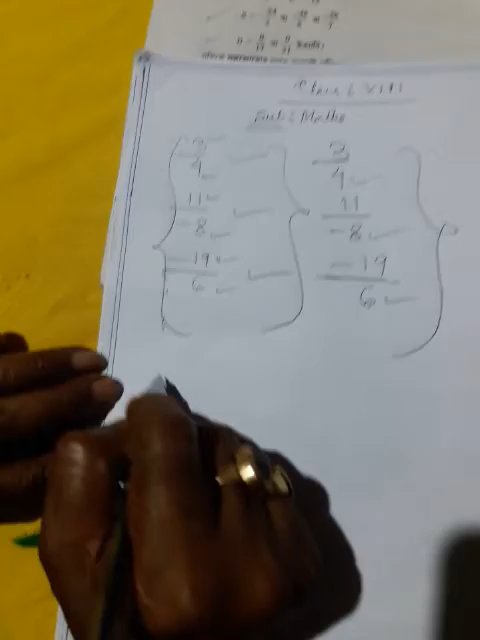 Class : VIII
Sub : Maths
3/4 3/4
11/-8 11/-8
-19/6 -19/6